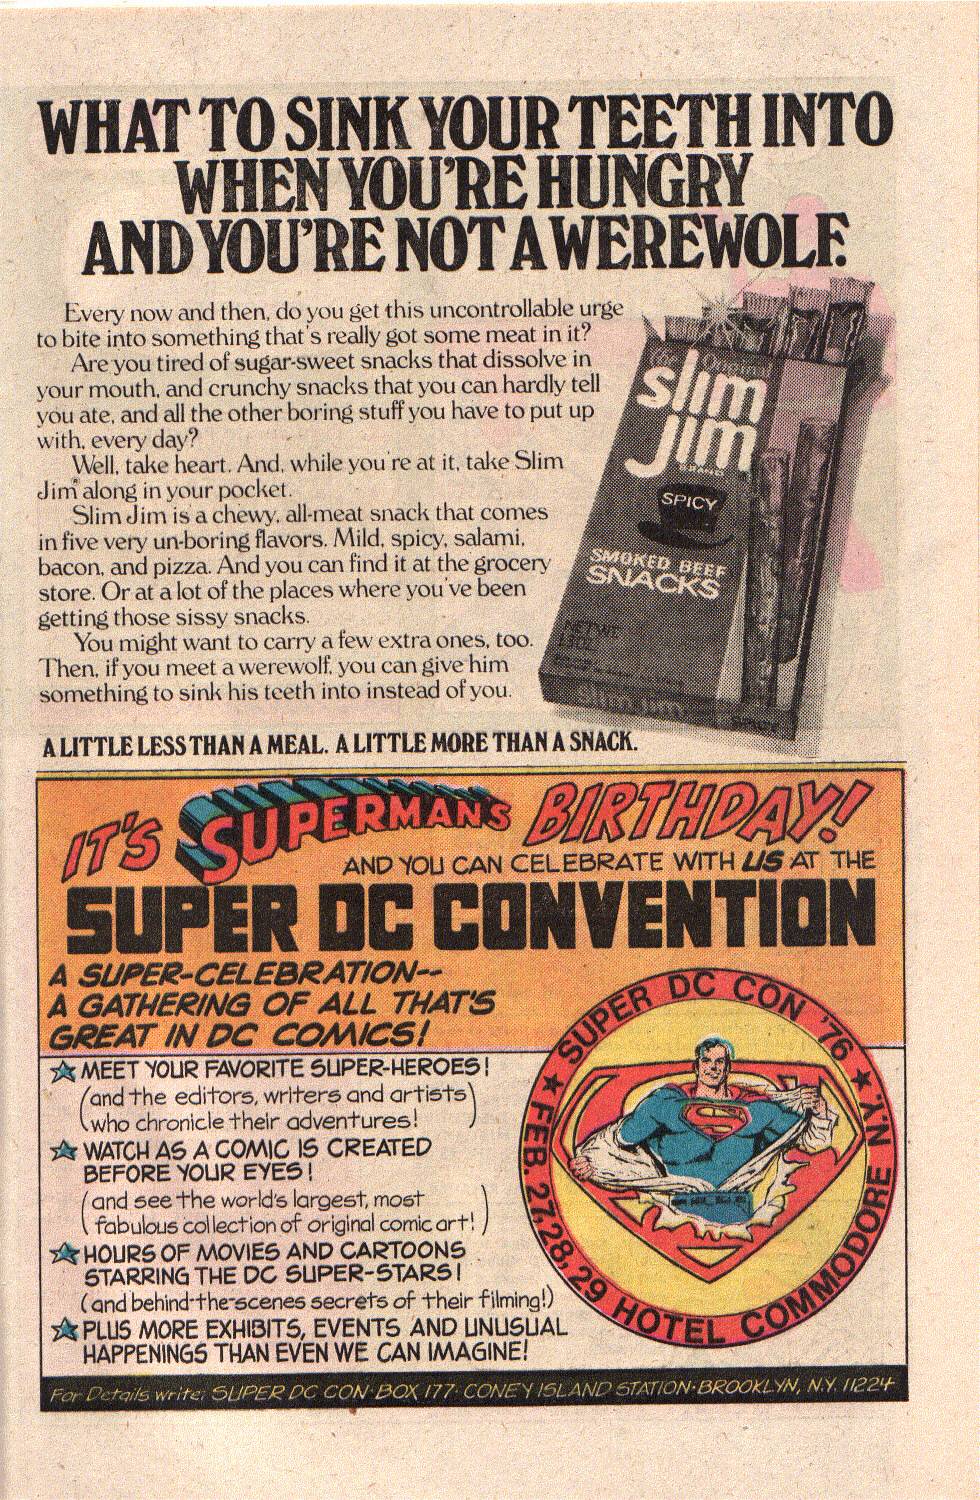 WHAT TO SINK YOUR TEETH INTO
WHEN YOU'RE HUNGRY
AND YOU'RE NOT A WEREWOLF.
Every now and then, do you get this uncontrollable urge
to bite into something that's really got some meat in it?
Are you tired of sugar-sweet snacks that dissolve in
your mouth, and crunchy snacks that you can hardly tell
you ate, and all the other boring stuff you have to put up
with, every day?
Well, take heart. And, while you're at it, take Slim
Jim® along in your pocket.
Slim Jim is a chewy, all-meat snack that comes
in five very un-boring flavors. Mild, spicy, salami,
bacon, and pizza. And you can find it at the grocery
store. Or at a lot of the places where you've been
getting those sissy snacks.
You might want to carry a few extra ones, too.
Then, if you meet a werewolf, you can give him
something to sink his teeth into instead of you.
slim
jim
SPICY
SMOKED BEEF
SNACKS
NET WT.
A LITTLE LESS THAN A MEAL. A LITTLE MORE THAN A SNACK.
IT'S SUPERMAN'S BIRTHDAY!
AND YOU CAN CELEBRATE WITH US AT THE
SUPER DC CONVENTION
A SUPER-CELEBRATION--
A GATHERING OF ALL THAT'S
GREAT IN DC COMICS!
MEET YOUR FAVORITE SUPER-HEROES!
(and the editors, writers and artists
who chronicle their adventures!)
WATCH AS A COMIC IS CREATED
BEFORE YOUR EYES!
(and see the world's largest, most
fabulous collection of original comic art!)
HOURS OF MOVIES AND CARTOONS
STARRING THE DC SUPER-STARS!
(and behind-the-scenes secrets of their filming!)
PLUS MORE EXHIBITS, EVENTS AND UNUSUAL
HAPPENINGS THAN EVEN WE CAN IMAGINE!
SUPER DC CON '76 ★ N.Y. ★
FEB. 27, 28, 29 HOTEL COMMODORE
For Details write: SUPER DC CON·BOX 177·CONEY ISLAND STATION·BROOKLYN, N.Y. 11224